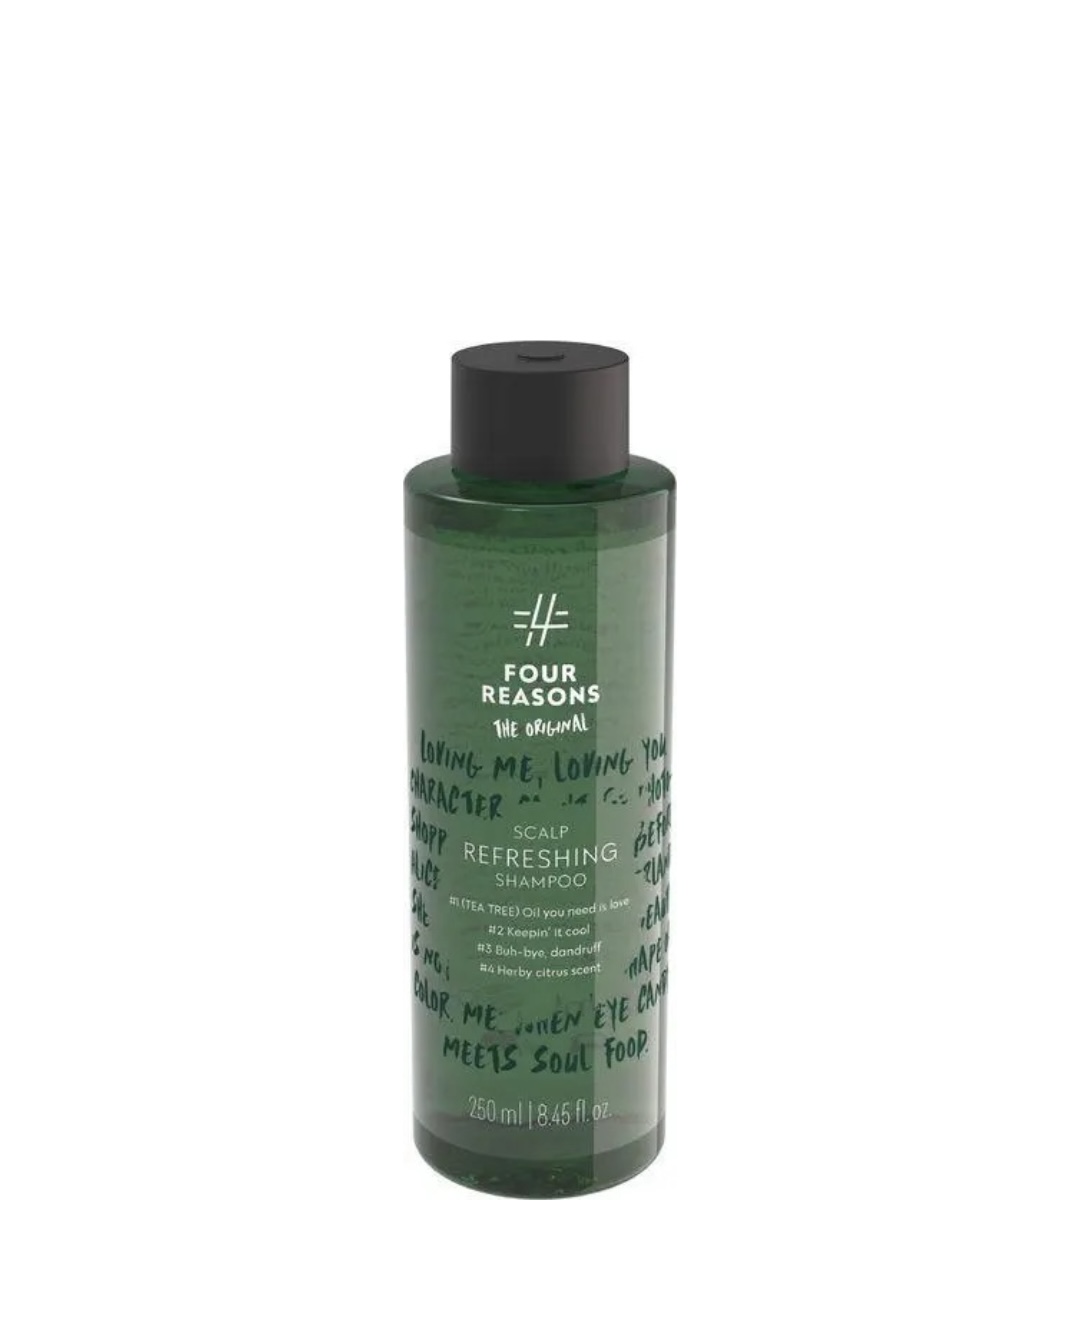 FOUR
REASONS
THE ORIGINAL
LOVING ME, LOVING YOU
CHARACTER
SCALP
REFRESHING
SHAMPOO
#1 (TEA TREE) Oil you need is love
#2 Keepin' it cool
#3 Buh-bye, dandruff
#4 Herby citrus scent
COLOR. ME EYE
MEETS SOUL FOOD.
250 ml | 8.45 fl. oz.